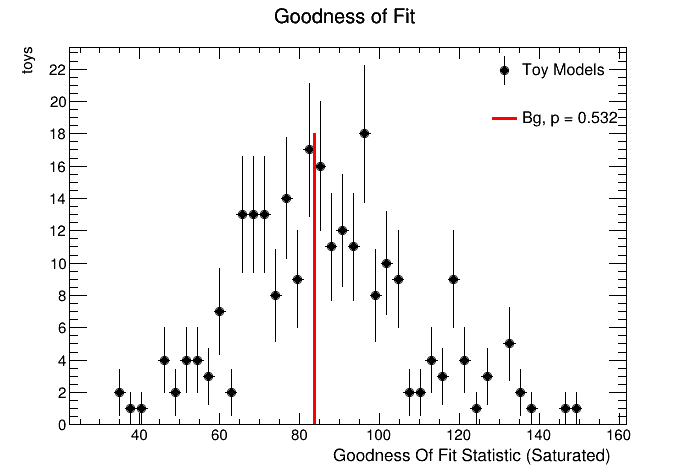 Goodness of Fit
toys
22
20
18
16
14
12
10
8
6
4
2
0
Toy Models
Bg, p = 0.532
40 60 80 100 120 140 160
Goodness Of Fit Statistic (Saturated)